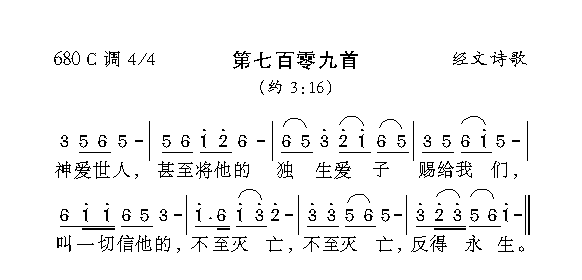 680 C 调 4/4 第七百零九首 经文诗歌
(约 3:16)
3 5 6 5 - | 5 6 i̇ 2̇ 6 - | 6 5 3̇ 2̇ i̇ 6 5 | 3 5 6 i̇ 5 - |
神爱世人，甚至将他的 独 生爱 子 赐给我 们，
6 i̇ i̇ 6 5 3 - | i̇ . 6 i̇ 3̇ 2̇ - | 3̇ 3̇ 5 6 5 - | 3̇ 2̇ 3̇ 5 6 i̇ - ‖
叫一切信他的，不至灭 亡，不至灭 亡，反得 永 生。